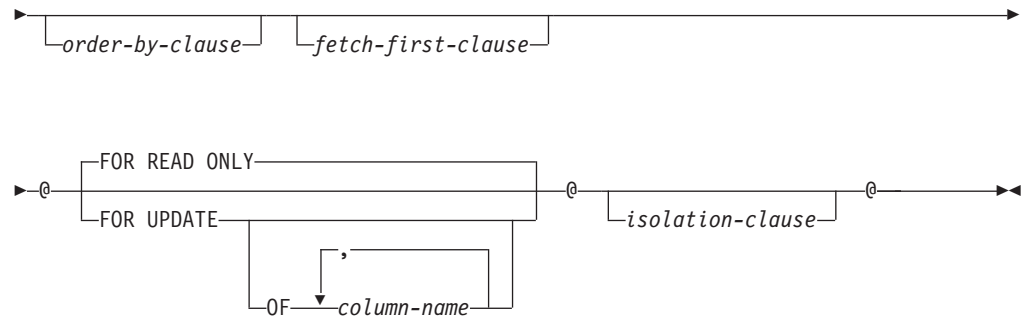 order-by-clause fetch-first-clause
FOR READ ONLY
@ @ @
FOR UPDATE isolation-clause
,
OF column-name